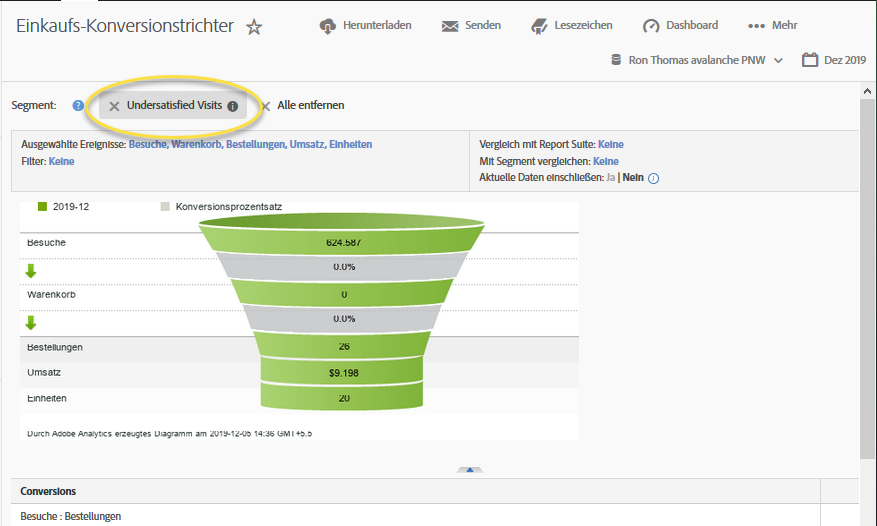 Einkaufs-Konversionstrichter Herunterladen Senden Lesezeichen Dashboard Mehr
Ron Thomas avalanche PNW Dez 2019
Segment: ? Undersatisfied Visits i Alle entfernen
Ausgewählte Ereignisse: Besuche, Warenkorb, Bestellungen, Umsatz, Einheiten
Filter: Keine
Vergleich mit Report Suite: Keine
Mit Segment vergleichen: Keine
Aktuelle Daten einschließen: Ja | Nein i
2019-12 Konversionsprozentsatz
Besuche 624.587
0.0%
Warenkorb 0
0.0%
Bestellungen 26
Umsatz $9.198
Einheiten 20
Durch Adobe Analytics erzeugtes Diagramm am 2019-12-05 14:36 GMT+5.5
Conversions
Besuche : Bestellungen